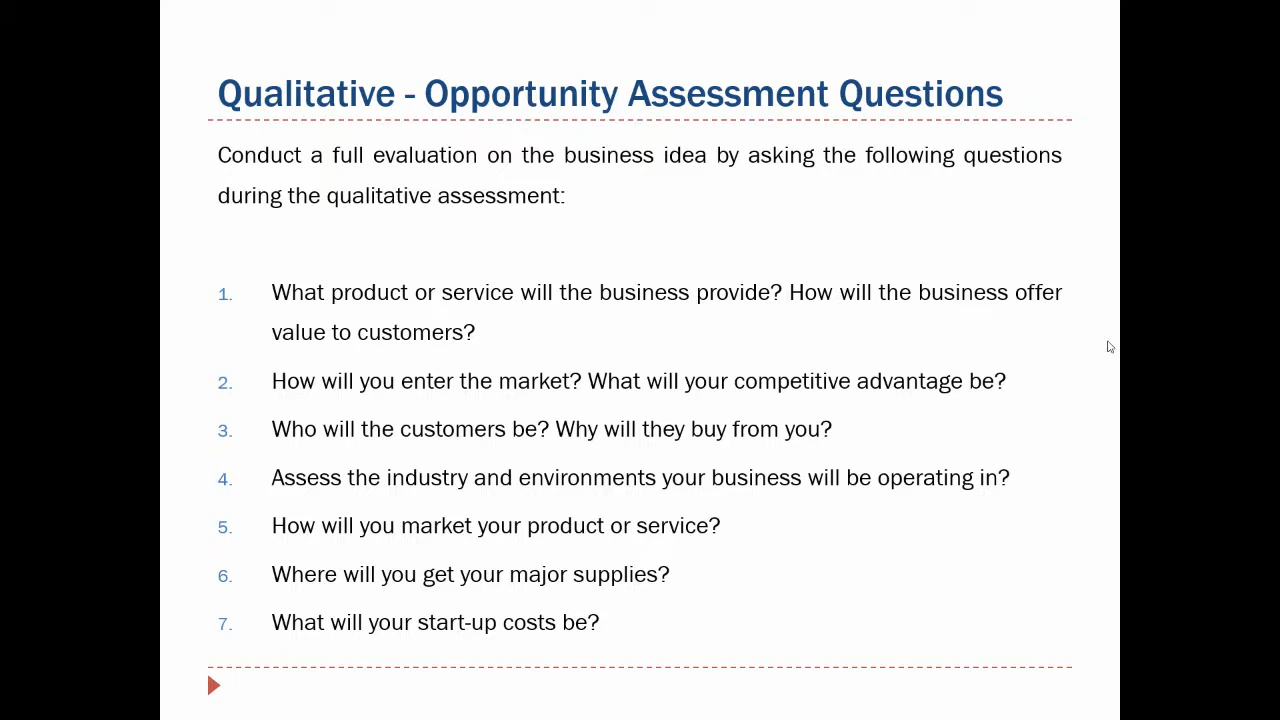 Qualitative - Opportunity Assessment Questions
Conduct a full evaluation on the business idea by asking the following questions
during the qualitative assessment:
1. What product or service will the business provide? How will the business offer
value to customers?
2. How will you enter the market? What will your competitive advantage be?
3. Who will the customers be? Why will they buy from you?
4. Assess the industry and environments your business will be operating in?
5. How will you market your product or service?
6. Where will you get your major supplies?
7. What will your start-up costs be?